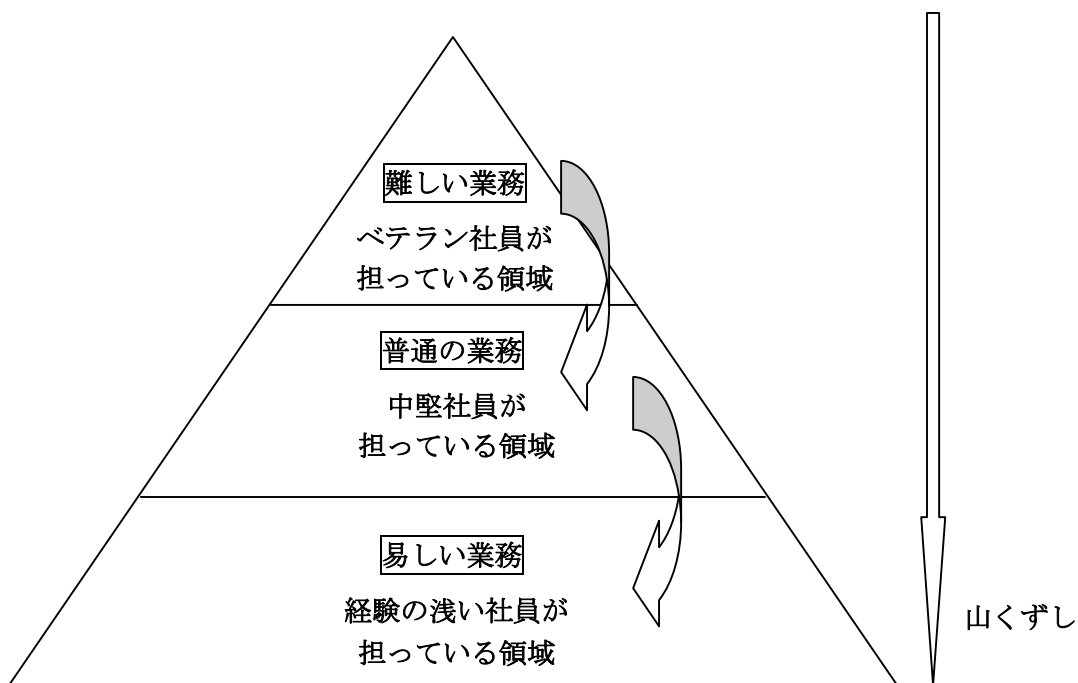 難しい業務
ベテラン社員が
担っている領域
普通の業務
中堅社員が
担っている領域
易しい業務
経験の浅い社員が
担っている領域
山くずし